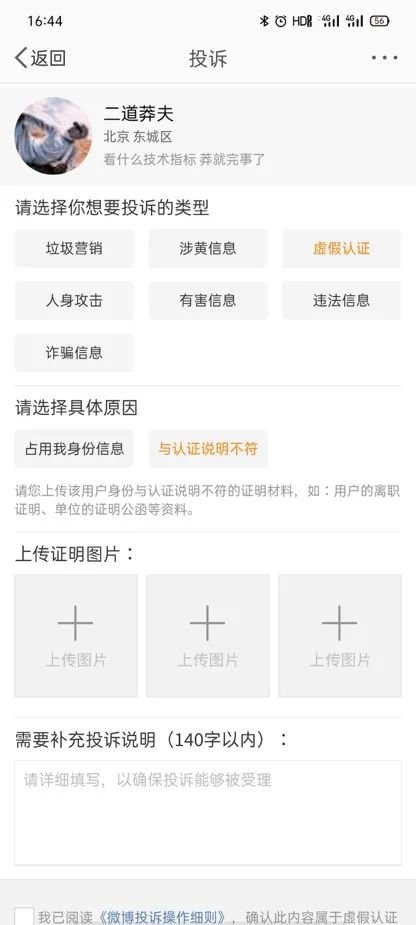 16:44
HD 4G 4G 56
返回
投诉
二道莽夫
北京 东城区
看什么技术指标 莽就完事了
请选择你想要投诉的类型
垃圾营销 涉黄信息 虚假认证
人身攻击 有害信息 违法信息
诈骗信息
请选择具体原因
占用我身份信息 与认证说明不符
请您上传该用户身份与认证说明不符的证明材料，如：用户的离职
证明、单位的证明公函等资料。
上传证明图片：
上传图片 上传图片 上传图片
需要补充投诉说明（140字以内）：
请详细填写，以确保投诉能够被受理
我已阅读《微博投诉操作细则》，确认此内容属于虚假认证